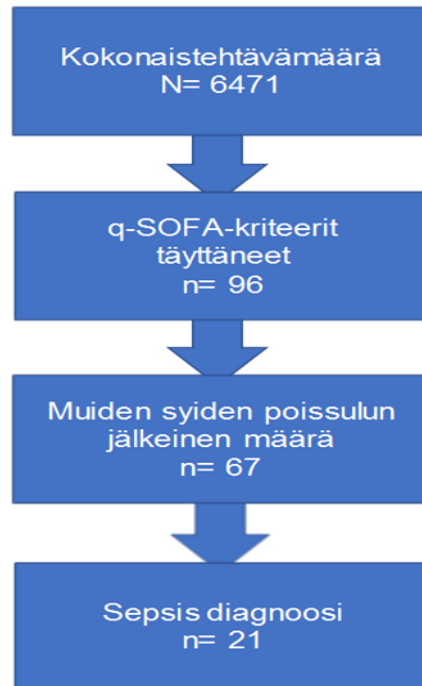 Kokonaistehtävämäärä
N= 6471
q-SOFA-kriteerit
täyttäneet
n= 96
Muiden syiden poissulun
jälkeinen määrä
n= 67
Sepsis diagnoosi
n= 21